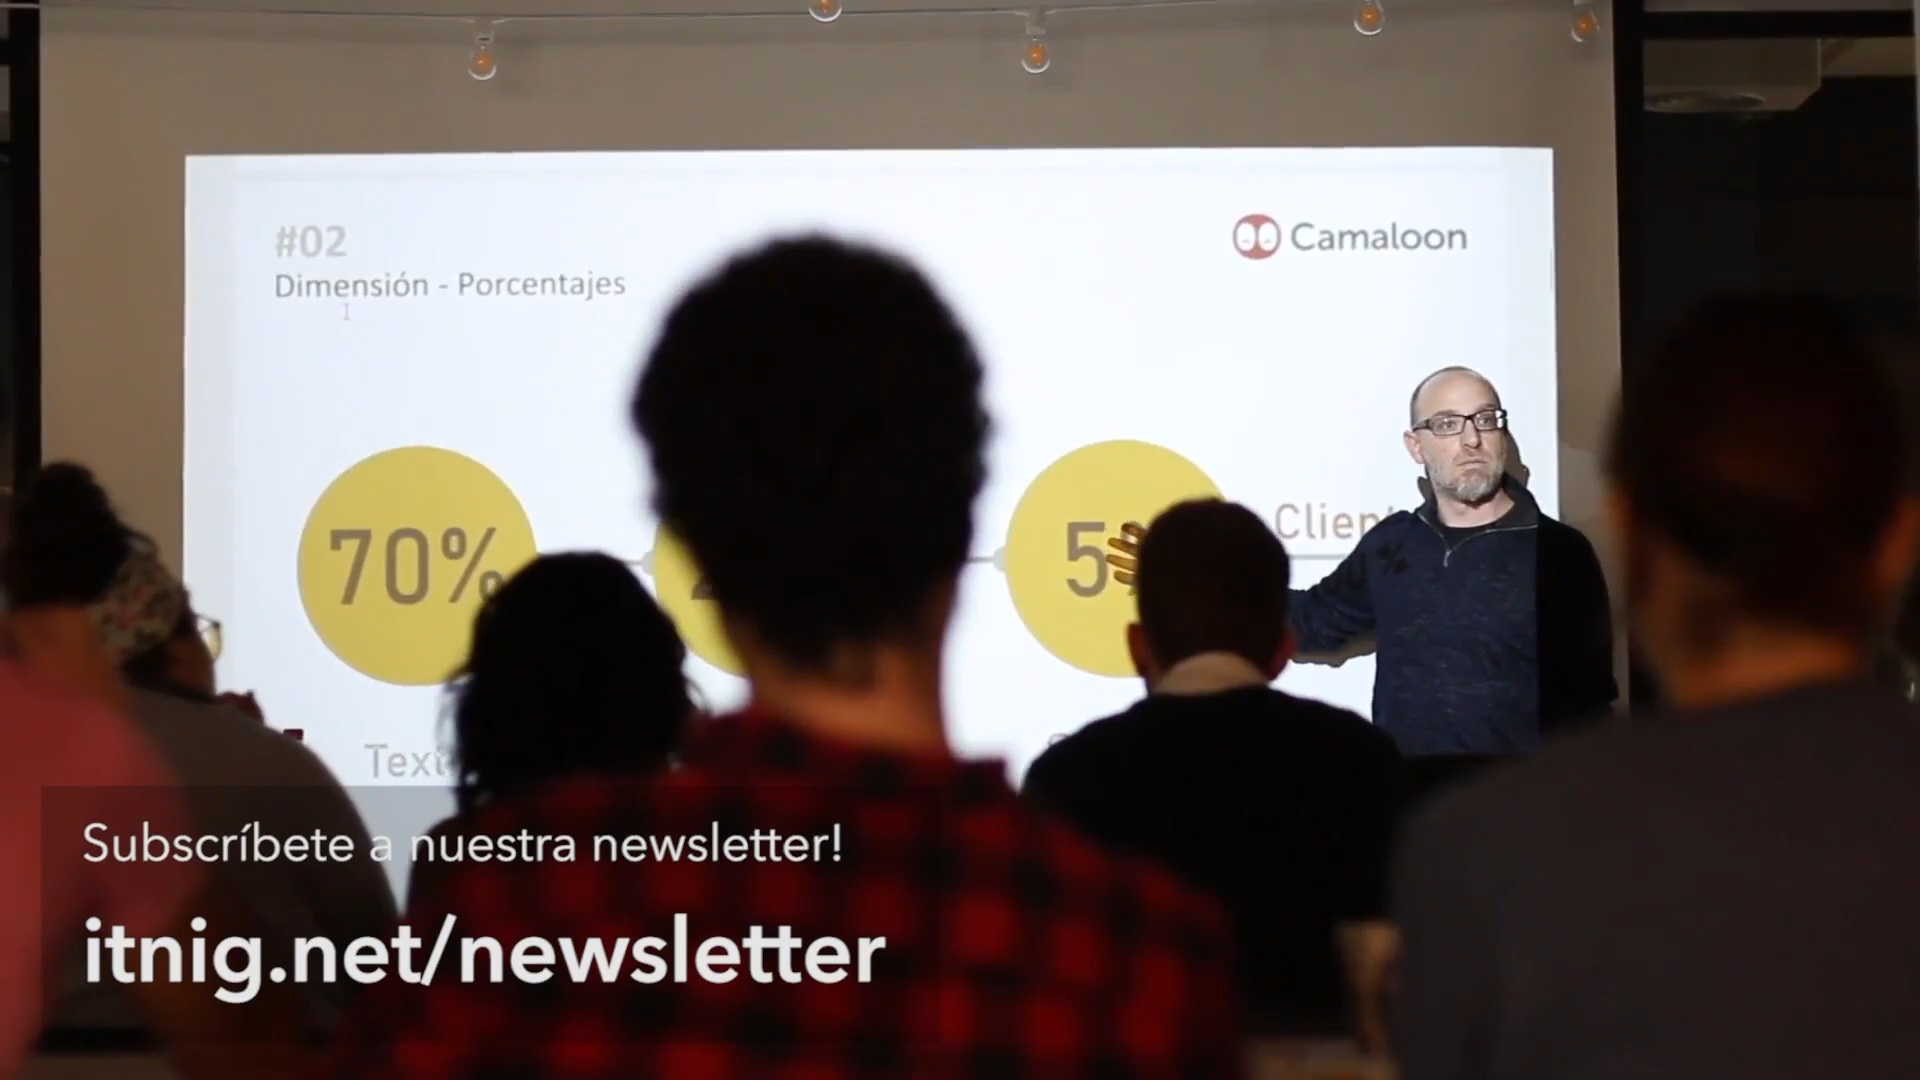 #02
Dimensión - Porcentajes
Camaloon
70%
Subscríbete a nuestra newsletter!
itnig.net/newsletter